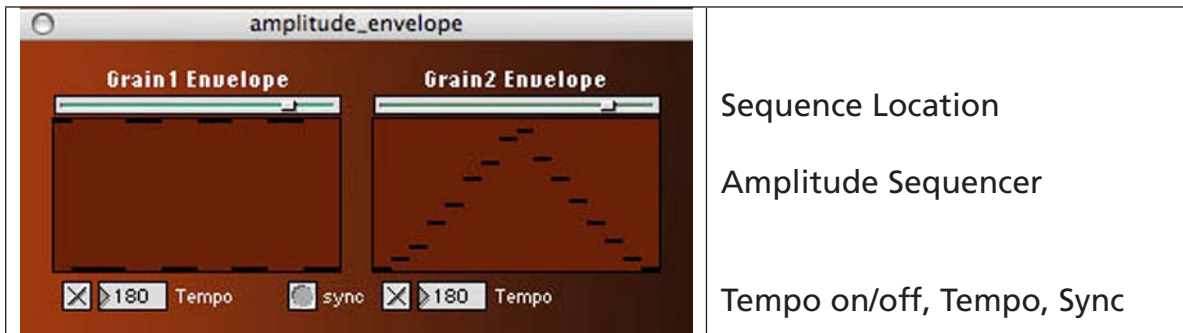 amplitude_envelope
Grain1 Envelope Grain2 Envelope
Sequence Location
Amplitude Sequencer
180 Tempo sync 180 Tempo
Tempo on/off, Tempo, Sync